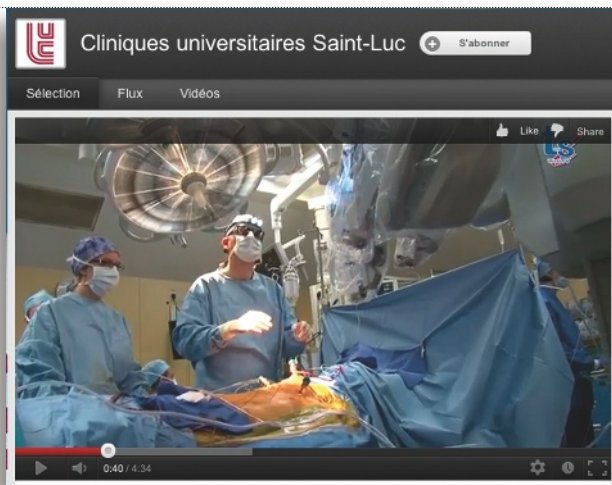 Cliniques universitaires Saint-Luc S'abonner
Sélection Flux Vidéos
Like Share
0:40 / 4:34